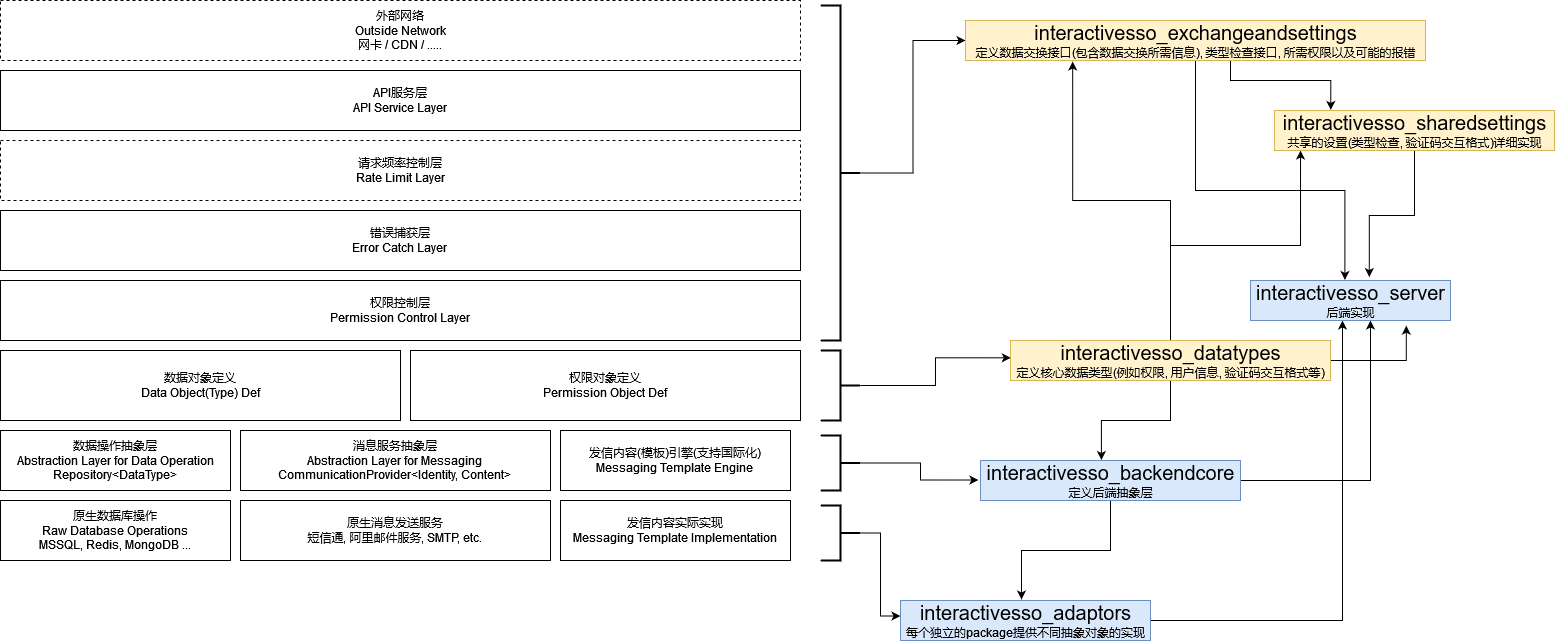 外部网络
Outside Network
网卡 / CDN / .....
API服务层
API Service Layer
请求频率控制层
Rate Limit Layer
错误捕获层
Error Catch Layer
权限控制层
Permission Control Layer
数据对象定义
Data Object(Type) Def
权限对象定义
Permission Object Def
数据操作抽象层
Abstraction Layer for Data Operation
Repository<DataType>
消息服务抽象层
Abstraction Layer for Messaging
CommunicationProvider<Identity, Content>
发信内容(模板)引擎(支持国际化)
Messaging Template Engine
原生数据库操作
Raw Database Operations
MSSQL, Redis, MongoDB ...
原生消息发送服务
短信通, 阿里邮件服务, SMTP, etc.
发信内容实际实现
Messaging Template Implementation
interactivesso_exchangeandsettings
定义数据交换接口(包含数据交换所需信息), 类型检查接口, 所需权限以及可能的报错
interactivesso_sharedsettings
共享的设置(类型检查, 验证码交互格式)详细实现
interactivesso_server
后端实现
interactivesso_datatypes
定义核心数据类型(例如权限, 用户信息, 验证码交互格式等)
interactivesso_backendcore
定义后端抽象层
interactivesso_adaptors
每个独立的package提供不同抽象对象的实现